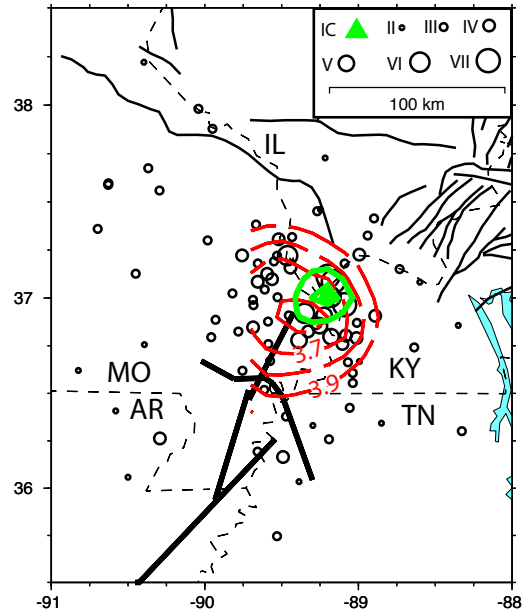 IC II III IV
V VI VII
100 km
38
IL
37
3.7
MO
KY
3.9
AR
TN
36
-91 -90 -89 -88